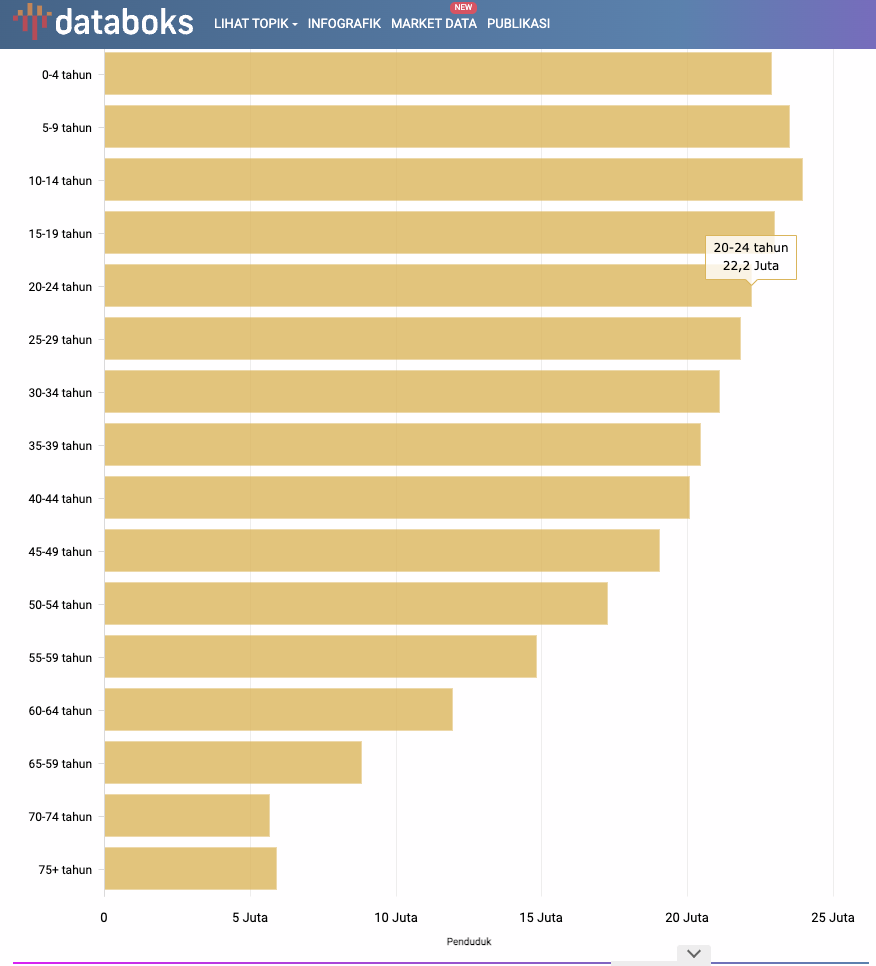 databoks
LIHAT TOPIK
INFOGRAFIK
MARKET DATA
NEW
PUBLIKASI
0-4 tahun
5-9 tahun
10-14 tahun
15-19 tahun
20-24 tahun
22,2 Juta
20-24 tahun
25-29 tahun
30-34 tahun
35-39 tahun
40-44 tahun
45-49 tahun
50-54 tahun
55-59 tahun
60-64 tahun
65-59 tahun
70-74 tahun
75+ tahun
0
5 Juta
10 Juta
15 Juta
20 Juta
25 Juta
Penduduk